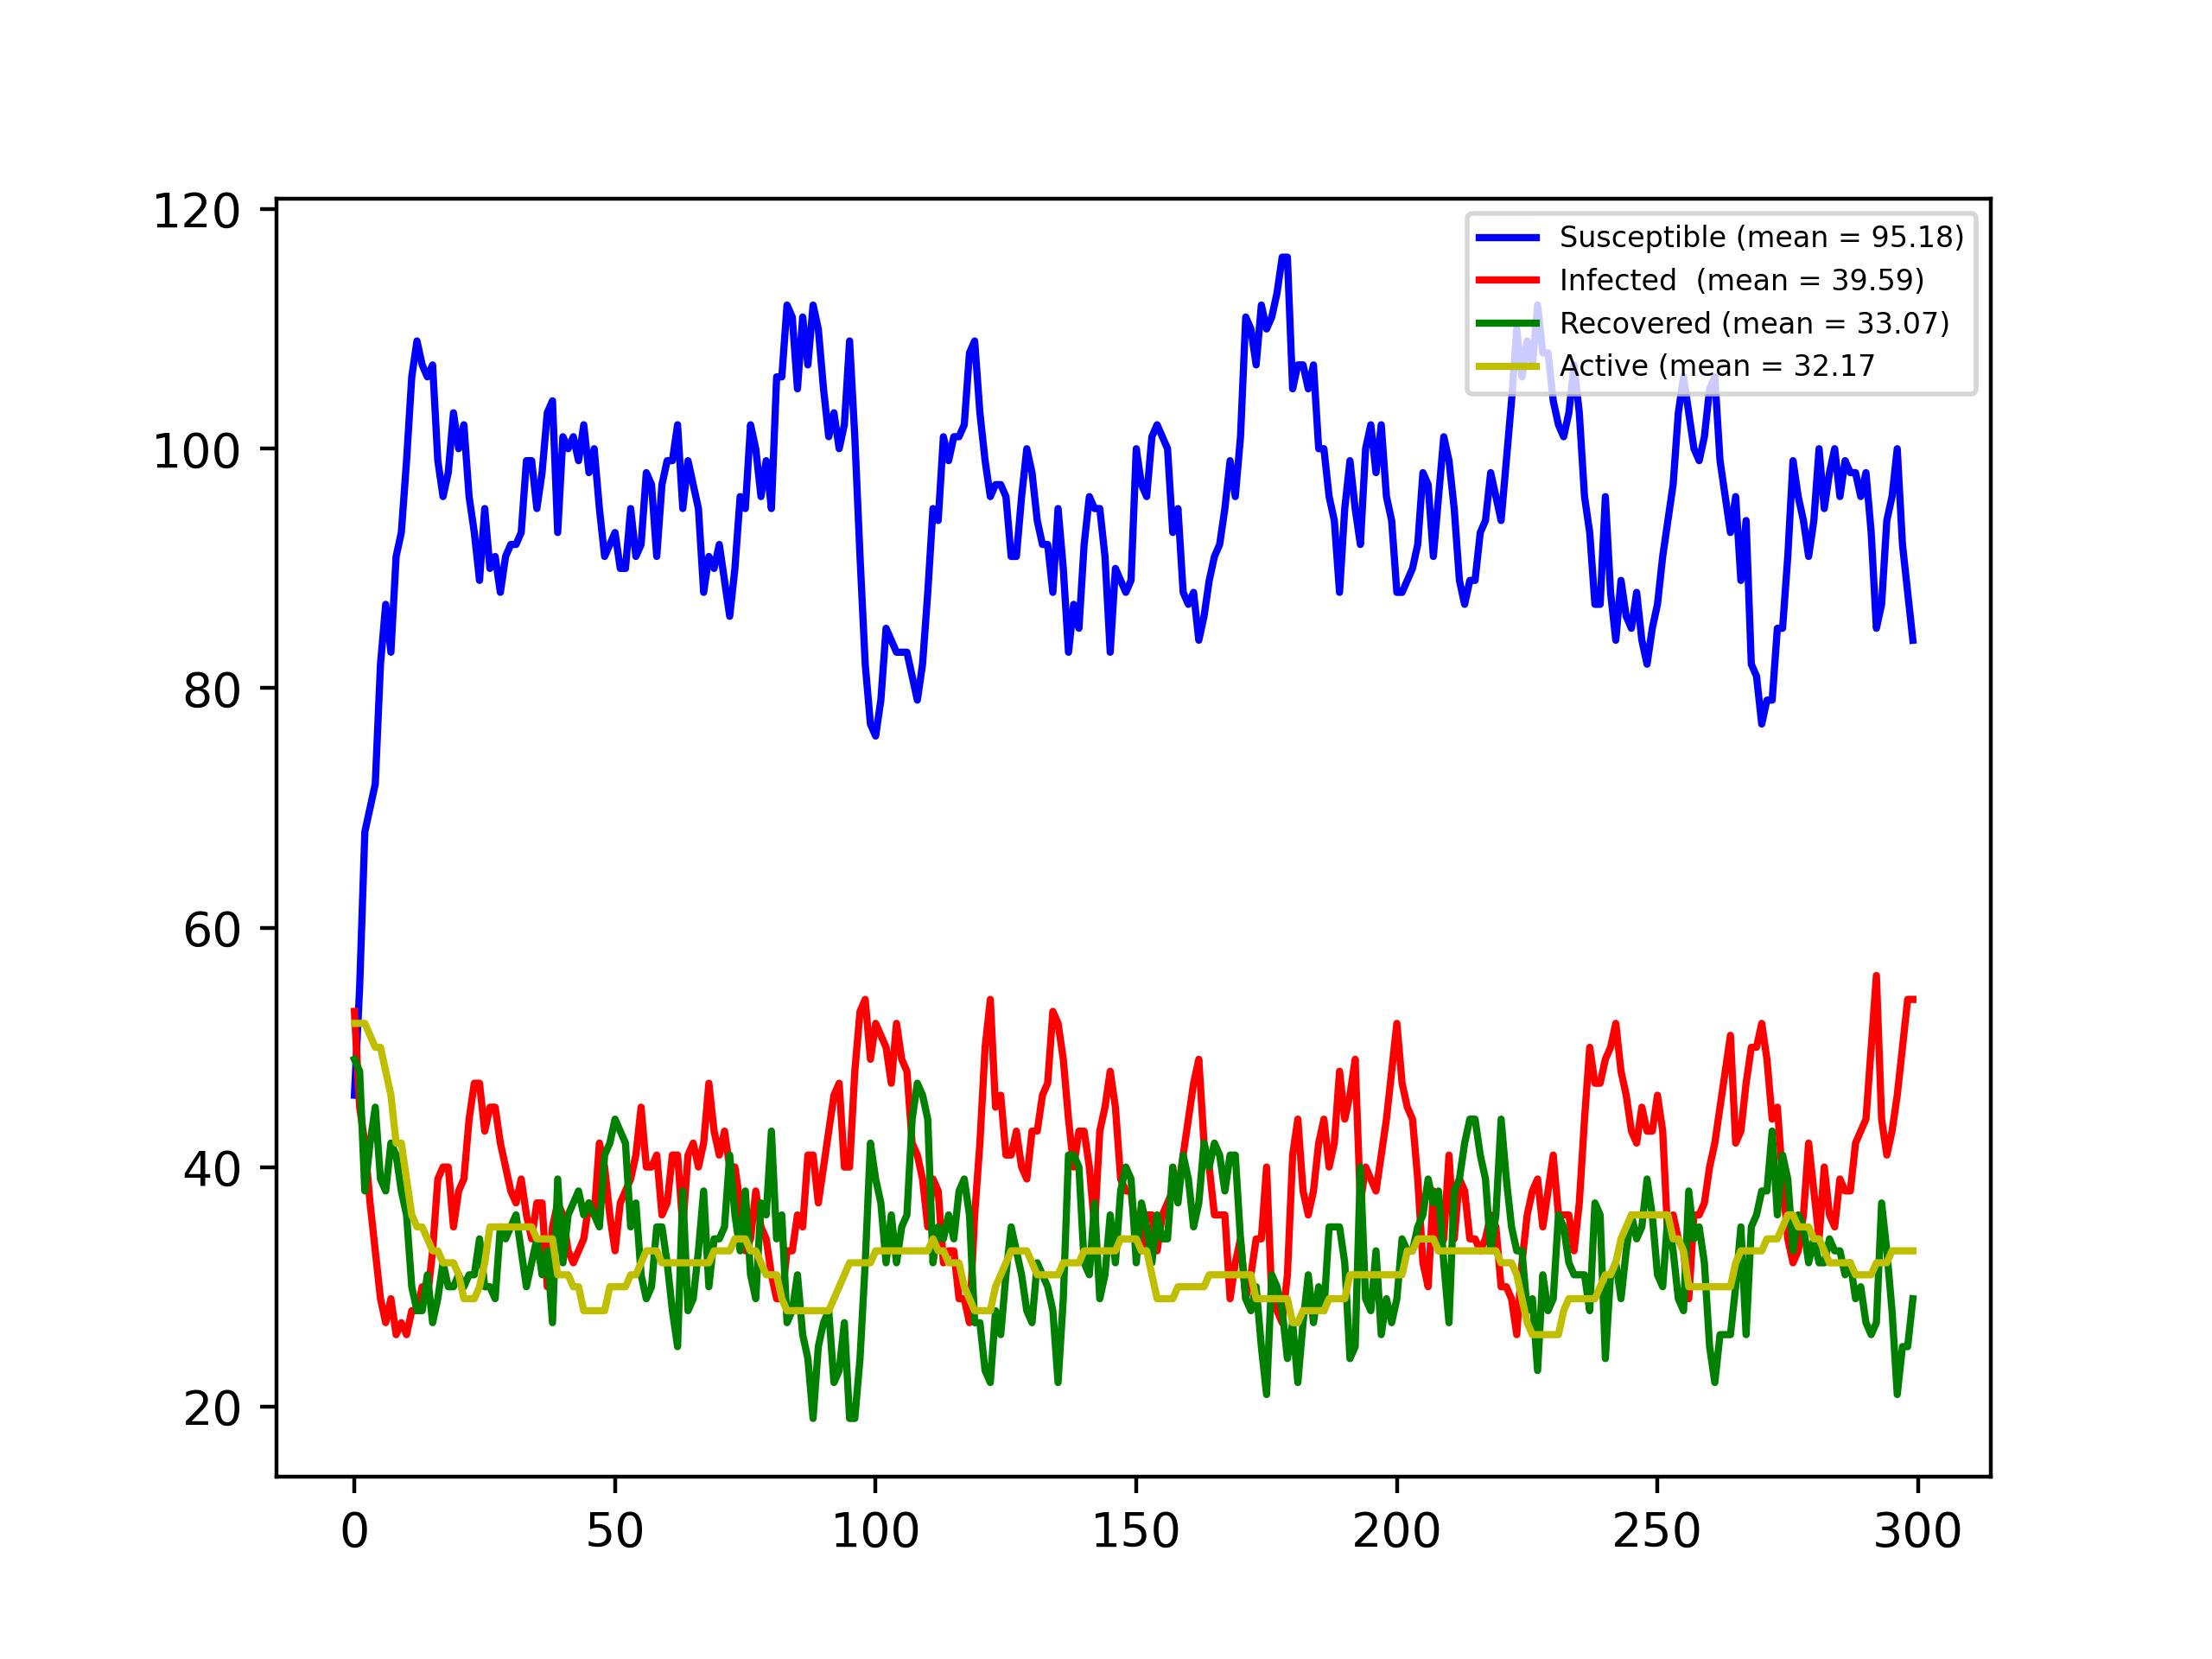 120
100
80
60
40
20
0 50 100 150 200 250 300
Susceptible (mean = 95.18)
Infected  (mean = 39.59)
Recovered (mean = 33.07)
Active (mean = 32.17